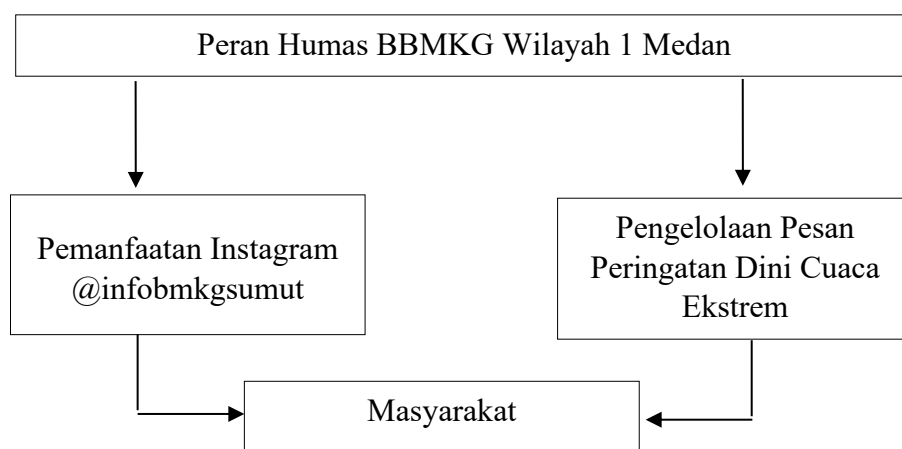 Peran Humas BBMKG Wilayah 1 Medan
Pemanfaatan Instagram
@infobmkgsumut
Pengelolaan Pesan
Peringatan Dini Cuaca
Ekstrem
Masyarakat